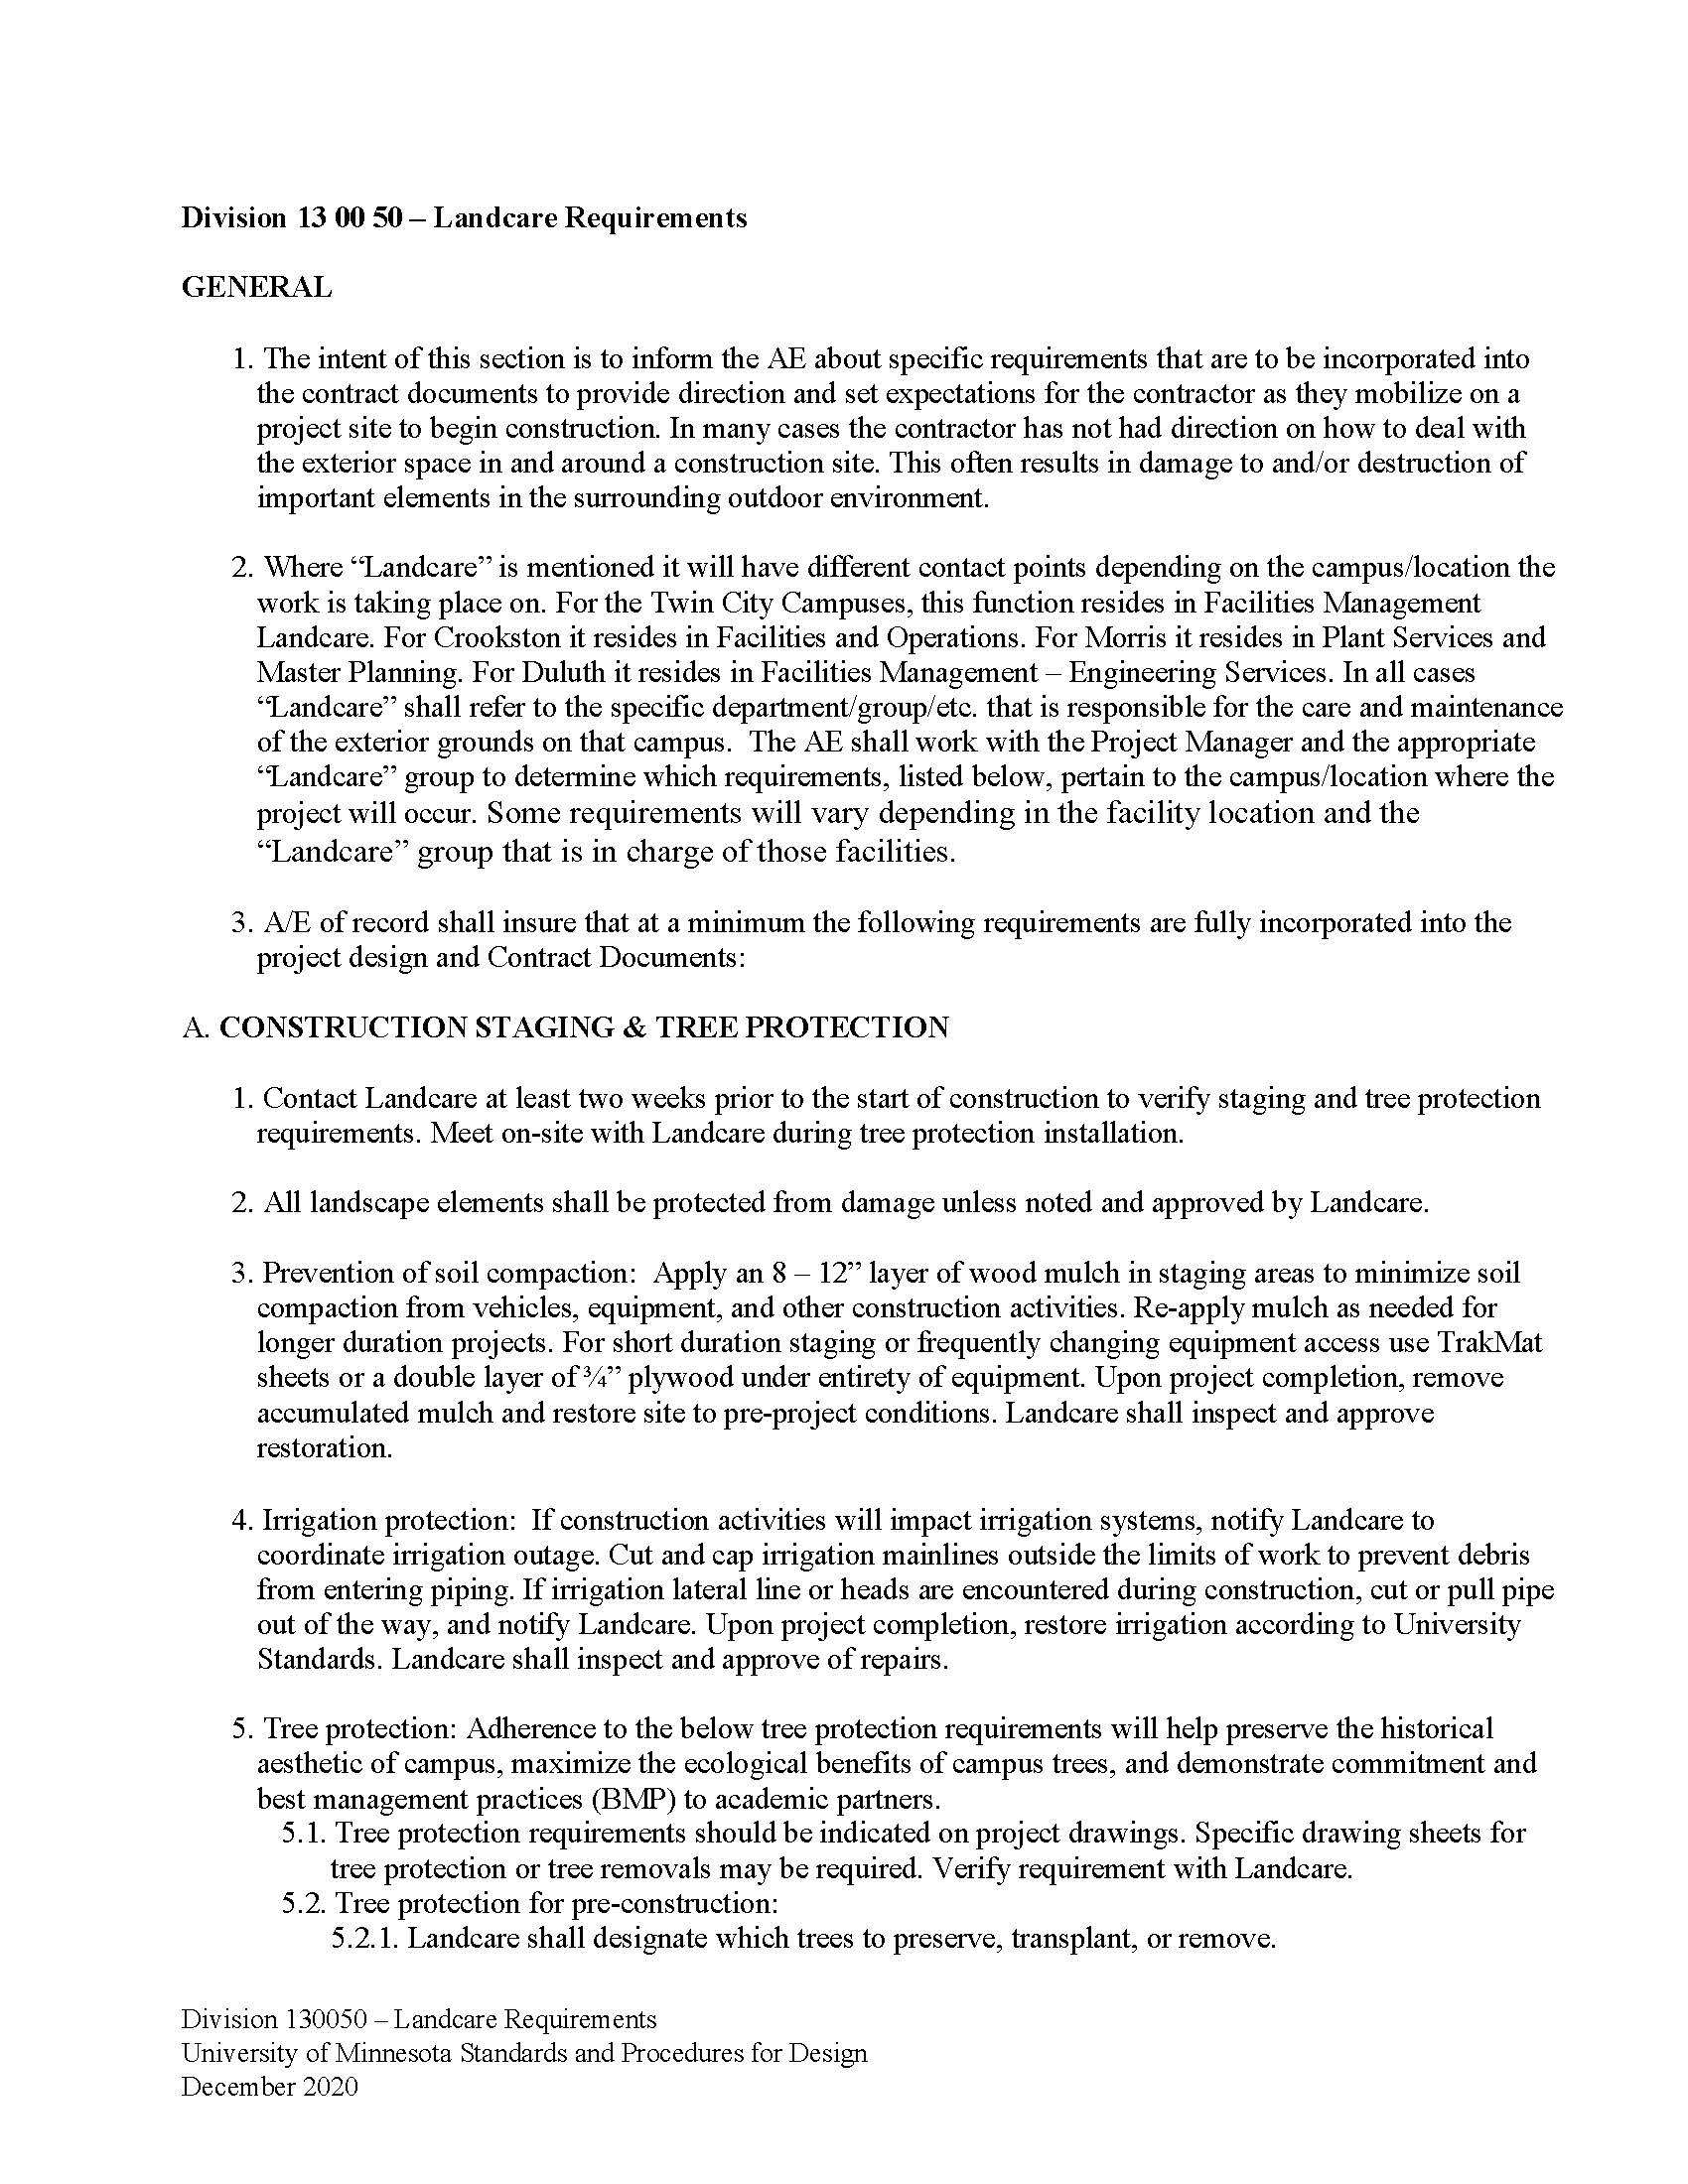 Division 13 00 50 – Landcare Requirements
GENERAL
1. The intent of this section is to inform the AE about specific requirements that are to be incorporated into
the contract documents to provide direction and set expectations for the contractor as they mobilize on a
project site to begin construction. In many cases the contractor has not had direction on how to deal with
the exterior space in and around a construction site. This often results in damage to and/or destruction of
important elements in the surrounding outdoor environment.
2. Where “Landcare” is mentioned it will have different contact points depending on the campus/location the
work is taking place on. For the Twin City Campuses, this function resides in Facilities Management
Landcare. For Crookston it resides in Facilities and Operations. For Morris it resides in Plant Services and
Master Planning. For Duluth it resides in Facilities Management – Engineering Services. In all cases
“Landcare” shall refer to the specific department/group/etc. that is responsible for the care and maintenance
of the exterior grounds on that campus.  The AE shall work with the Project Manager and the appropriate
“Landcare” group to determine which requirements, listed below, pertain to the campus/location where the
project will occur. Some requirements will vary depending in the facility location and the
“Landcare” group that is in charge of those facilities.
3. A/E of record shall insure that at a minimum the following requirements are fully incorporated into the
project design and Contract Documents:
A. CONSTRUCTION STAGING & TREE PROTECTION
1. Contact Landcare at least two weeks prior to the start of construction to verify staging and tree protection
requirements. Meet on-site with Landcare during tree protection installation.
2. All landscape elements shall be protected from damage unless noted and approved by Landcare.
3. Prevention of soil compaction:  Apply an 8 – 12” layer of wood mulch in staging areas to minimize soil
compaction from vehicles, equipment, and other construction activities. Re-apply mulch as needed for
longer duration projects. For short duration staging or frequently changing equipment access use TrakMat
sheets or a double layer of ¾” plywood under entirety of equipment. Upon project completion, remove
accumulated mulch and restore site to pre-project conditions. Landcare shall inspect and approve
restoration.
4. Irrigation protection:  If construction activities will impact irrigation systems, notify Landcare to
coordinate irrigation outage. Cut and cap irrigation mainlines outside the limits of work to prevent debris
from entering piping. If irrigation lateral line or heads are encountered during construction, cut or pull pipe
out of the way, and notify Landcare. Upon project completion, restore irrigation according to University
Standards. Landcare shall inspect and approve of repairs.
5. Tree protection: Adherence to the below tree protection requirements will help preserve the historical
aesthetic of campus, maximize the ecological benefits of campus trees, and demonstrate commitment and
best management practices (BMP) to academic partners.
5.1. Tree protection requirements should be indicated on project drawings. Specific drawing sheets for
tree protection or tree removals may be required. Verify requirement with Landcare.
5.2. Tree protection for pre-construction:
5.2.1. Landcare shall designate which trees to preserve, transplant, or remove.
Division 130050 – Landcare Requirements
University of Minnesota Standards and Procedures for Design
December 2020